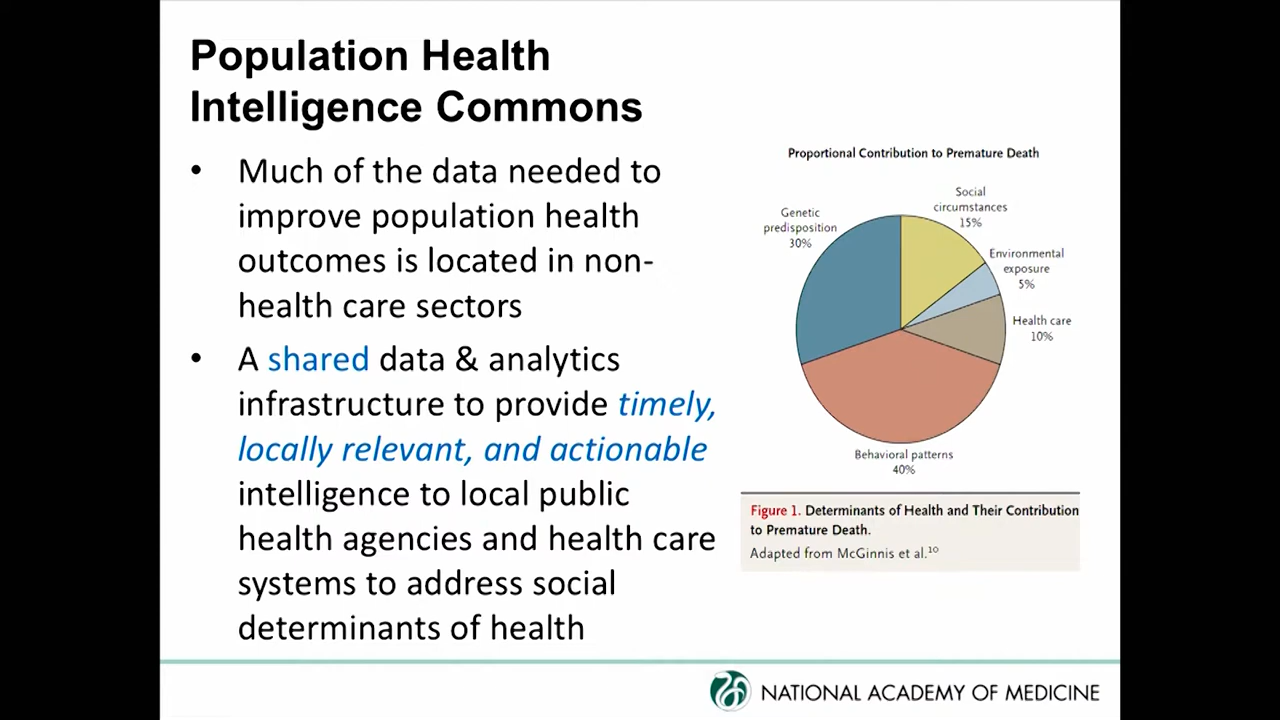 Population Health
Intelligence Commons
• Much of the data needed to
improve population health
outcomes is located in non-
health care sectors
• A shared data & analytics
infrastructure to provide timely,
locally relevant, and actionable
intelligence to local public
health agencies and health care
systems to address social
determinants of health
Proportional Contribution to Premature Death
Social
circumstances
15%
Genetic
predisposition
30%
Environmental
exposure
5%
Health care
10%
Behavioral patterns
40%
Figure 1. Determinants of Health and Their Contribution
to Premature Death.
Adapted from McGinnis et al.¹⁰
NATIONAL ACADEMY OF MEDICINE